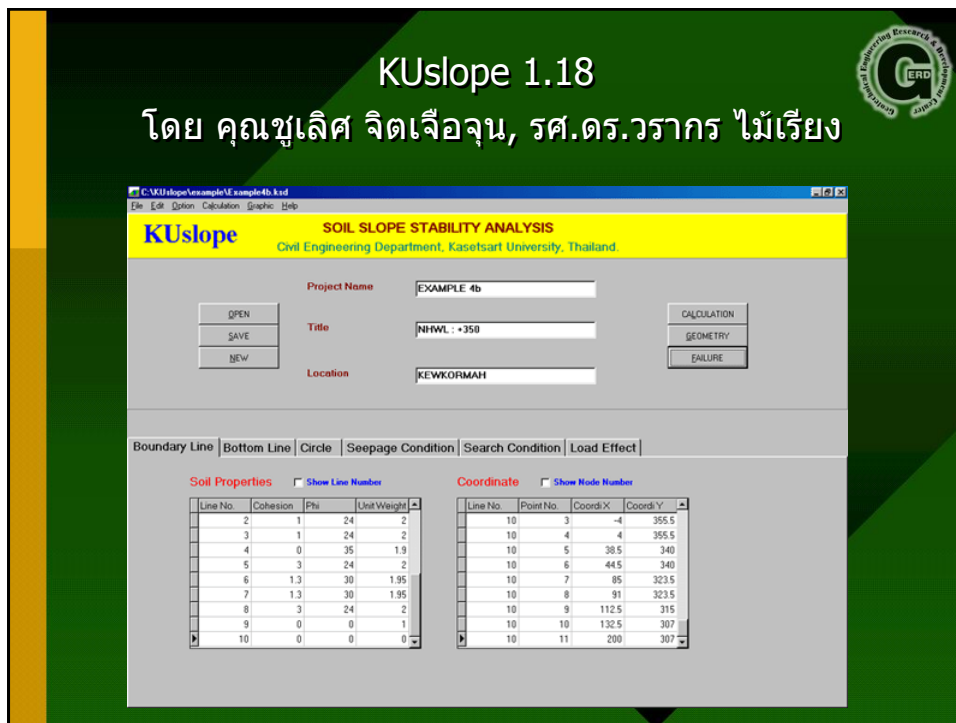 KUslope 1.18
โดย คุณชูเลิศ จิตเจือจุน, รศ.ดร.วรากร ไม้เรียง
Geotechnical Engineering Research & Development Center
GERD
C:\KUslope\example\Example4b.ksd
File Edit Option Calculation Graphic Help
KUslope
SOIL SLOPE STABILITY ANALYSIS
Civil Engineering Department, Kasetsart University, Thailand.
OPEN
SAVE
NEW
Project Name EXAMPLE 4b
Title NHWL : +350
Location KEWKORMAH
CALCULATION
GEOMETRY
FAILURE
Boundary Line Bottom Line Circle Seepage Condition Search Condition Load Effect
Soil Properties Show Line Number
Line No. Cohesion Phi Unit Weight
2 1 24 2
3 1 24 2
4 0 35 1.9
5 3 24 2
6 1.3 30 1.95
7 1.3 30 1.95
8 3 24 2
9 0 0 1
10 0 0 0
Coordinate Show Node Number
Line No. Point No. Coordi X Coordi Y
10 3 -4 355.5
10 4 4 355.5
10 5 38.5 340
10 6 44.5 340
10 7 85 323.5
10 8 91 323.5
10 9 112.5 315
10 10 132.5 307
10 11 200 307